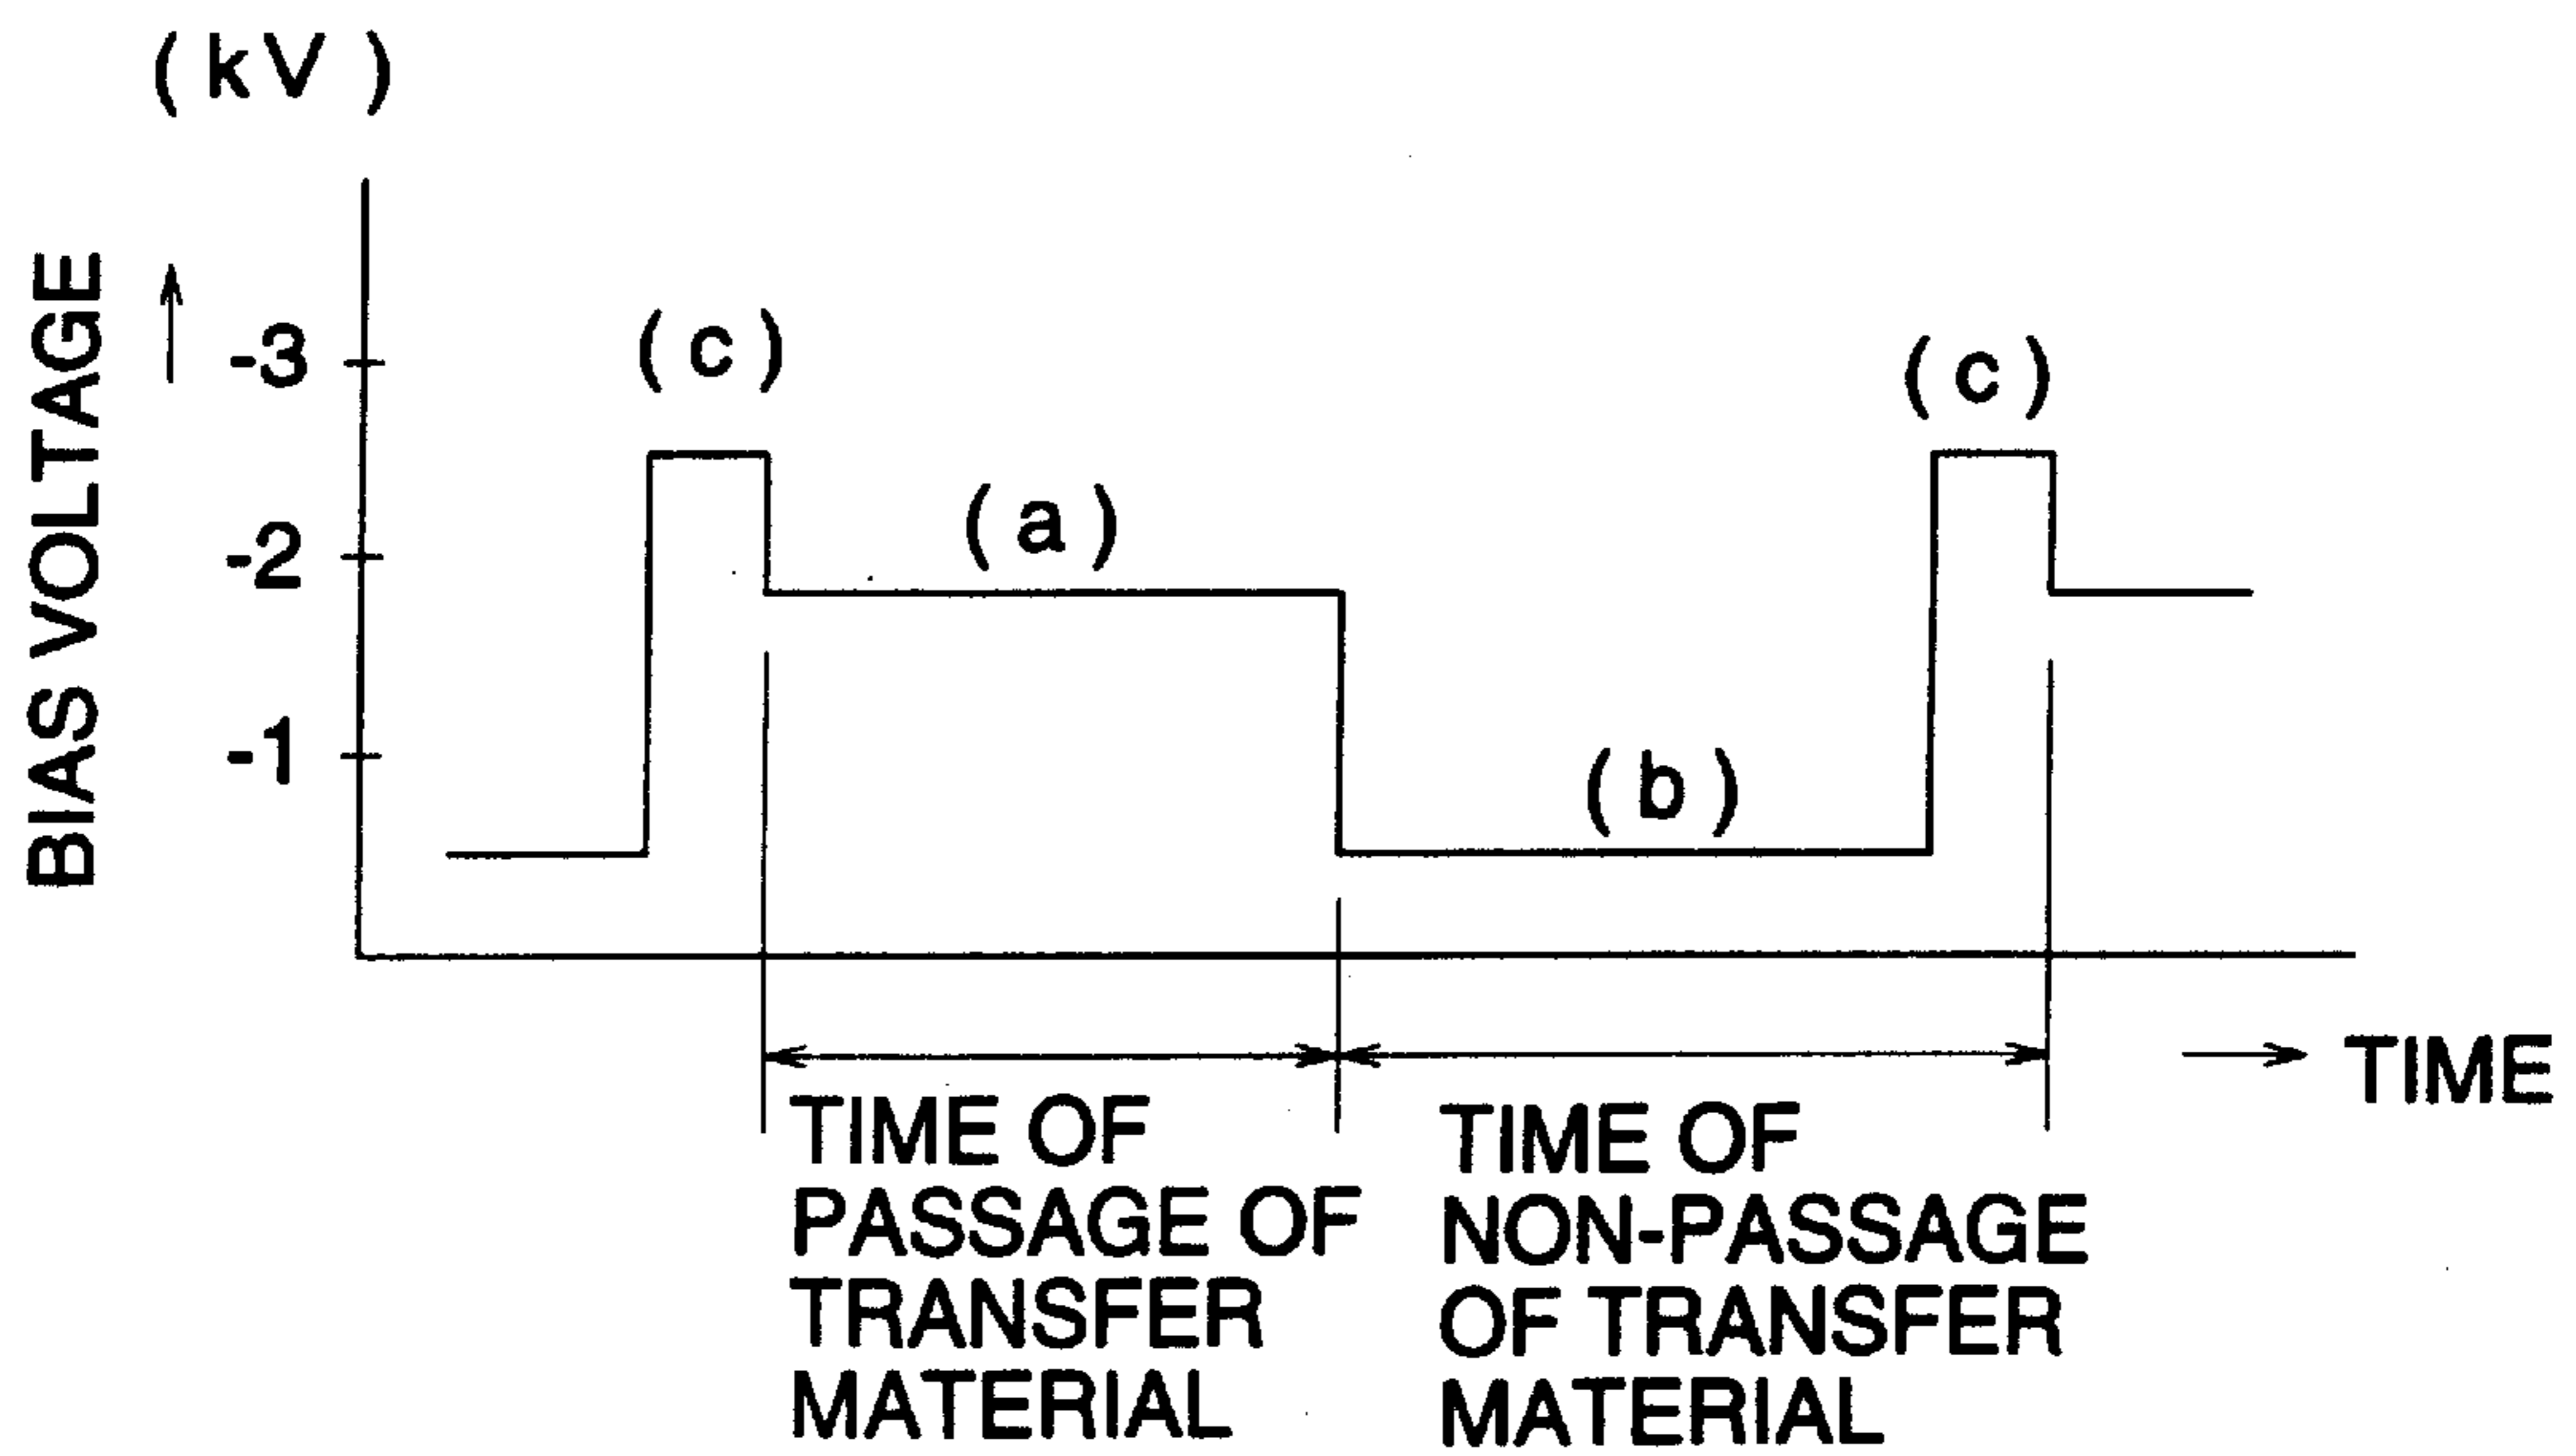 ( kV )
BIAS VOLTAGE
-3
-2
-1
( c )
( a )
( b )
( c )
TIME
TIME OF
PASSAGE OF
TRANSFER
MATERIAL
TIME OF
NON-PASSAGE
OF TRANSFER
MATERIAL